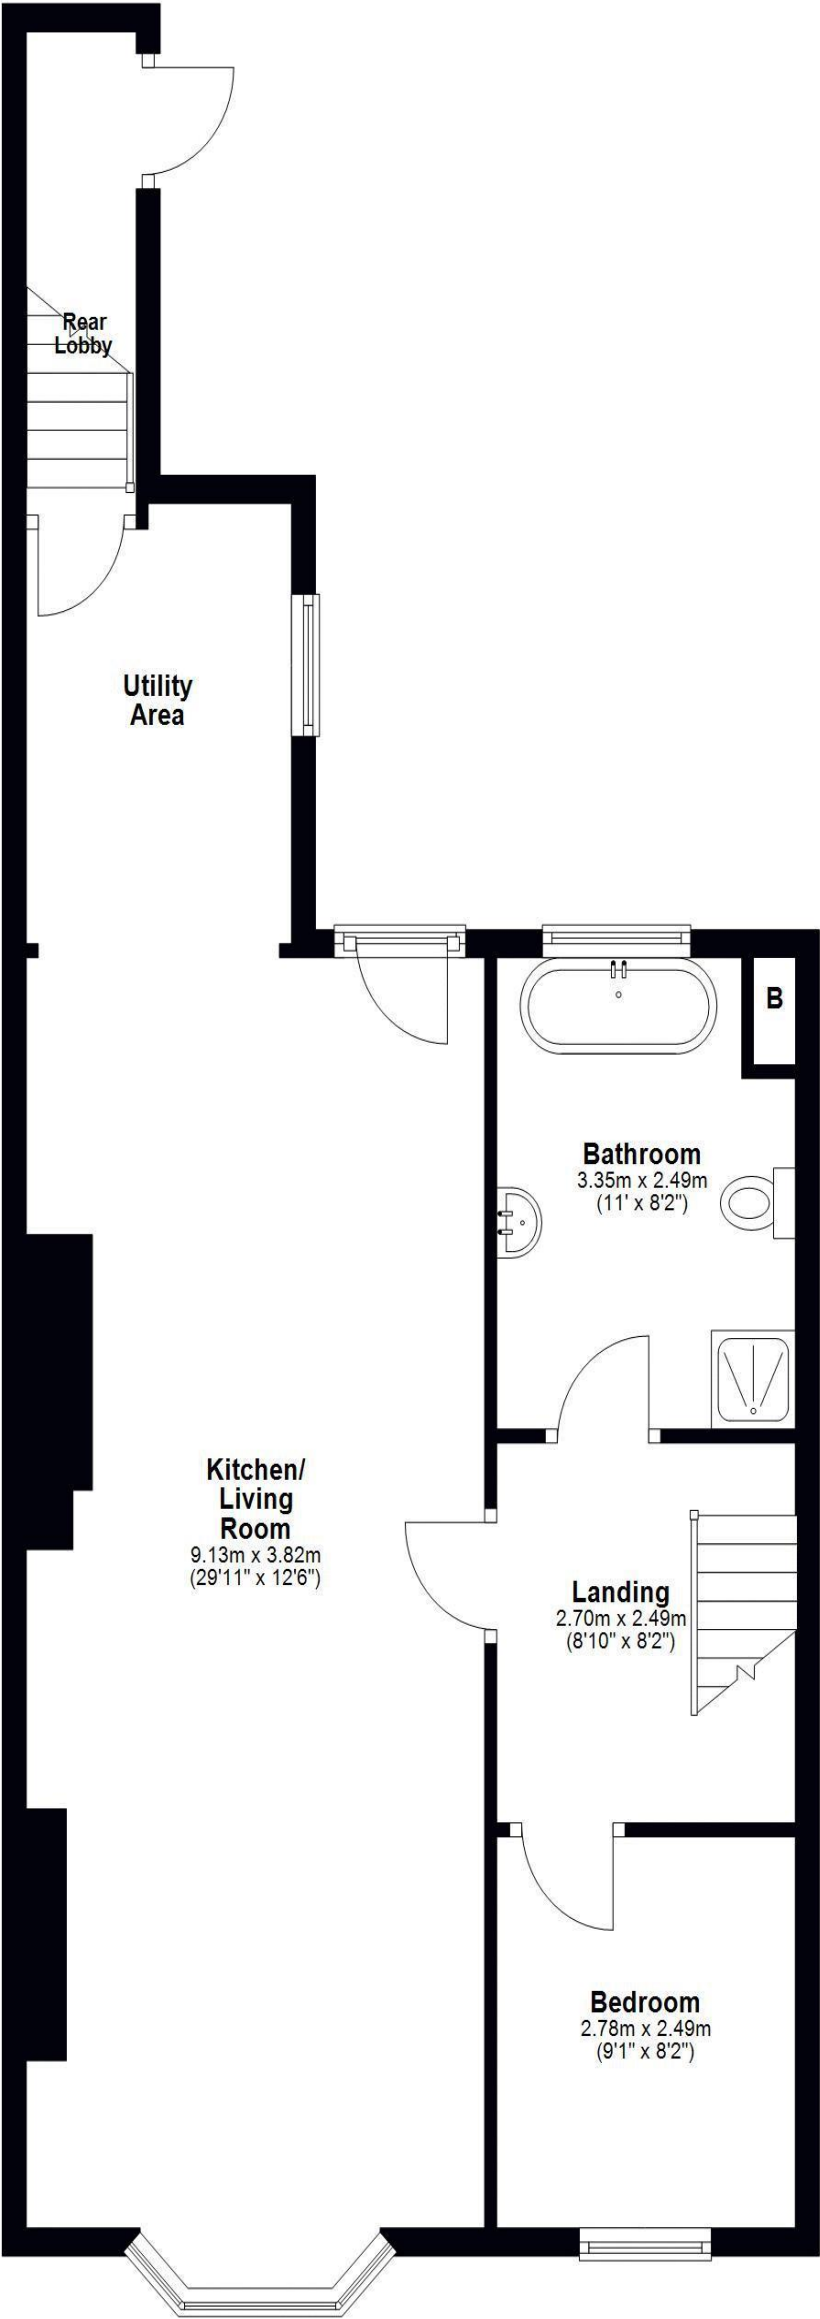 Rear
Lobby
Utility
Area
B
Bathroom
3.35m x 2.49m
(11' x 8'2")
Kitchen/
Living
Room
9.13m x 3.82m
(29'11" x 12'6")
Landing
2.70m x 2.49m
(8'10" x 8'2")
Bedroom
2.78m x 2.49m
(9'1" x 8'2")